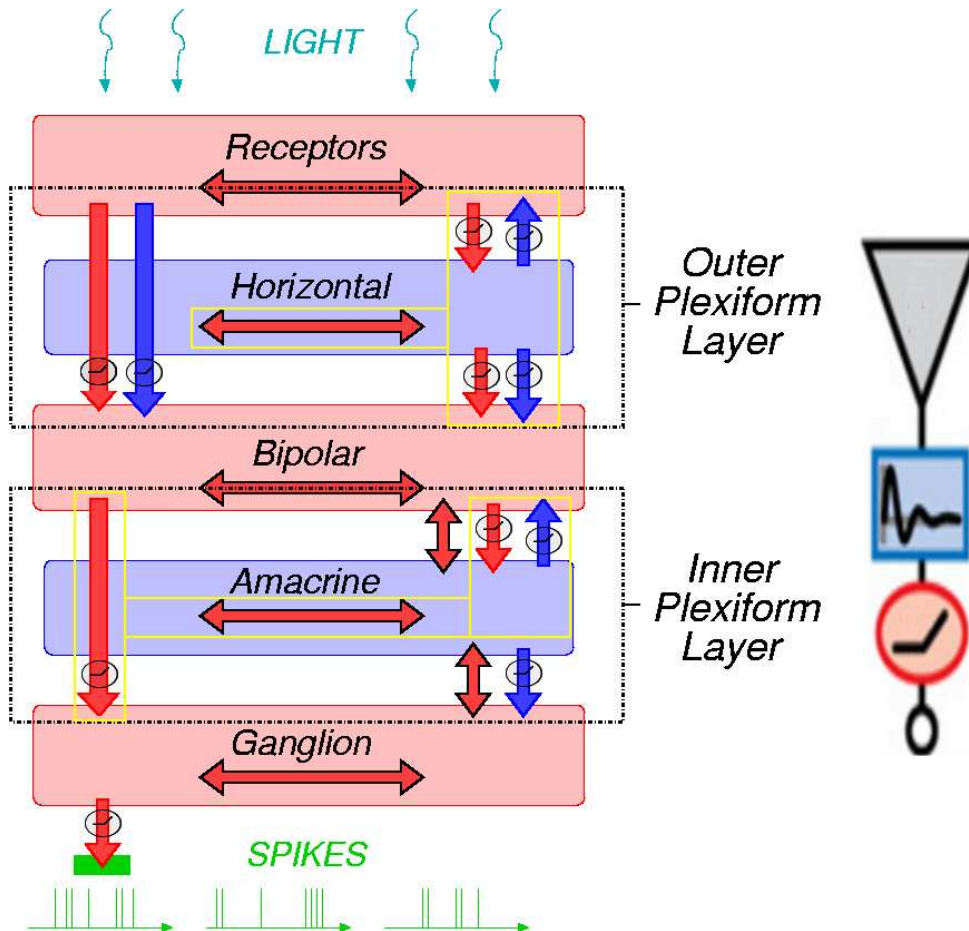 LIGHT
Receptors
Horizontal
Outer
Plexiform
Layer
Bipolar
Amacrine
Inner
Plexiform
Layer
Ganglion
SPIKES